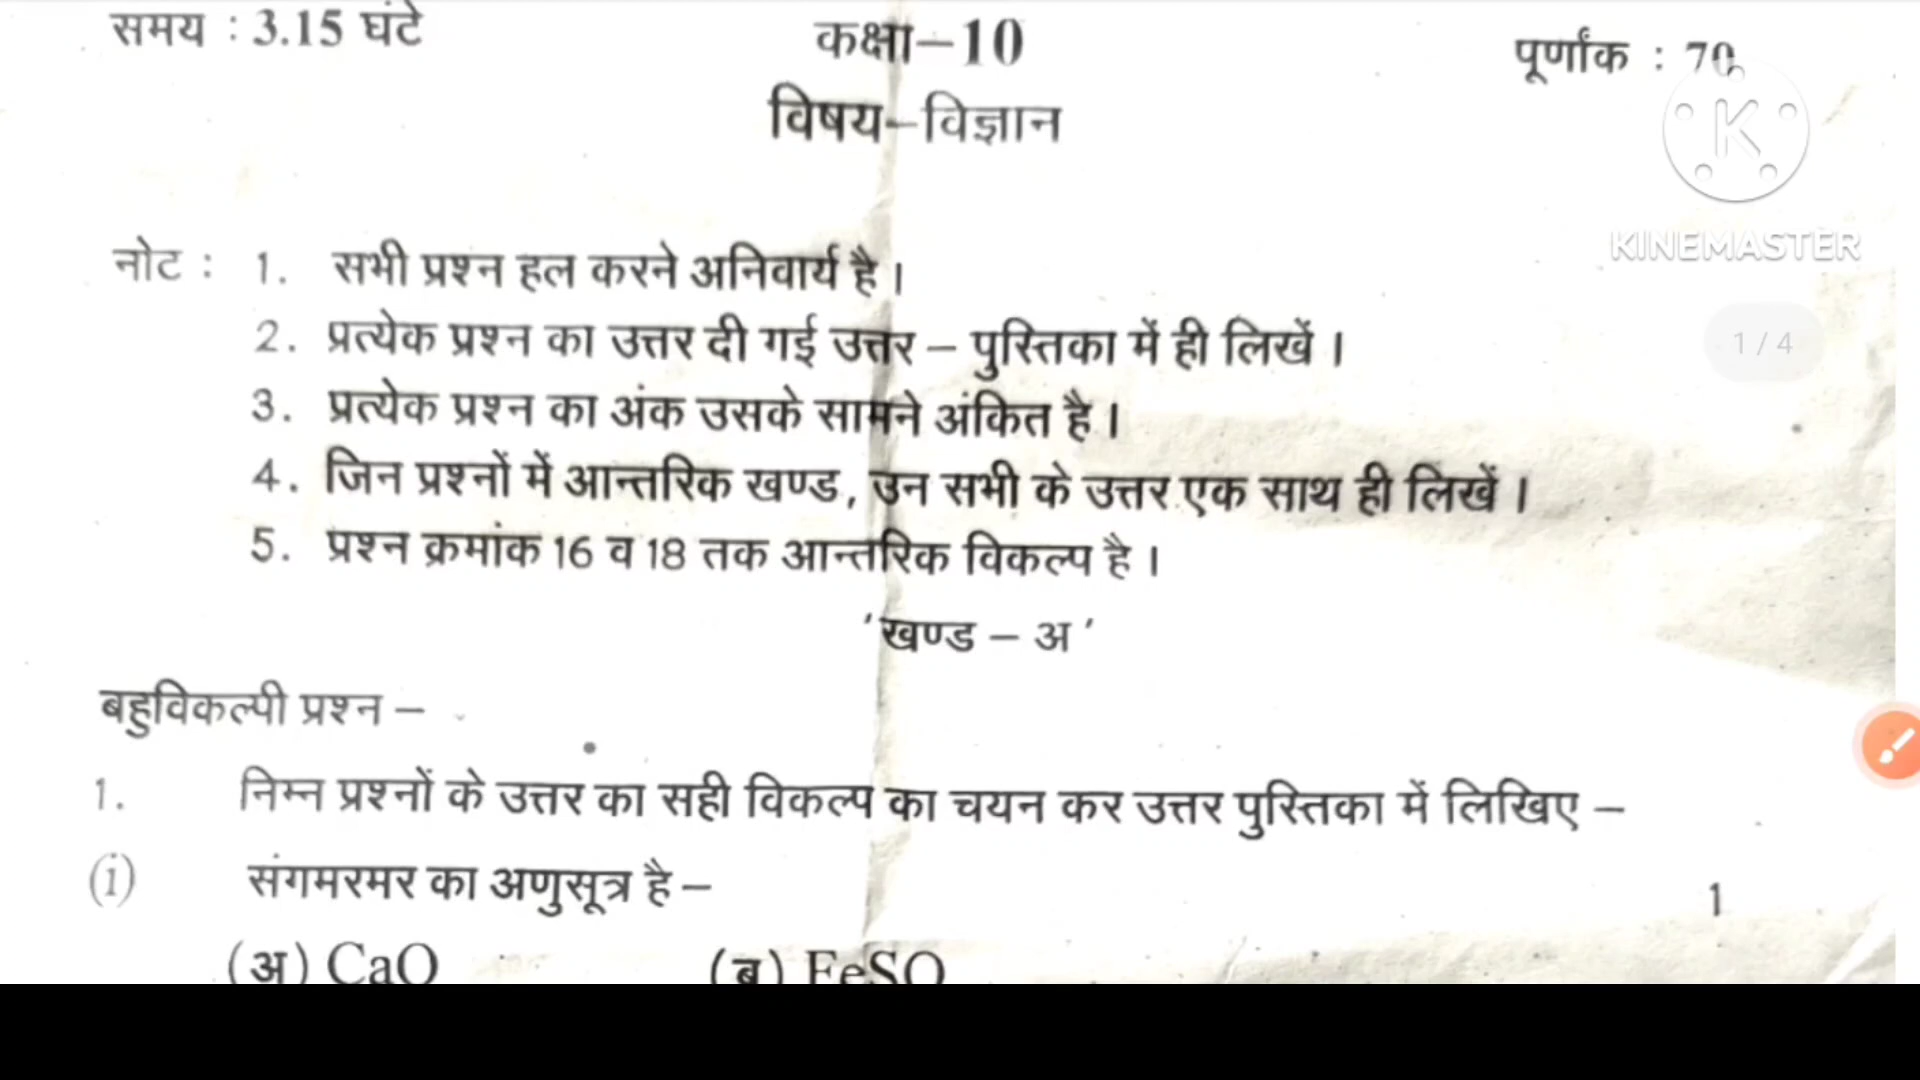 समय : 3.15 घंटे
कक्षा–10
पूर्णांक : 70
विषय–विज्ञान
KINEMASTER
नोट : 1. सभी प्रश्न हल करने अनिवार्य है।
2. प्रत्येक प्रश्न का उत्तर दी गई उत्तर – पुस्तिका में ही लिखें।
1 / 4
3. प्रत्येक प्रश्न का अंक उसके सामने अंकित है।
4. जिन प्रश्नों में आन्तरिक खण्ड, उन सभी के उत्तर एक साथ ही लिखें।
5. प्रश्न क्रमांक 16 व 18 तक आन्तरिक विकल्प है।
'खण्ड – अ'
बहुविकल्पी प्रश्न –
1. निम्न प्रश्नों के उत्तर का सही विकल्प का चयन कर उत्तर पुस्तिका में लिखिए –
(i) संगमरमर का अणुसूत्र है – 1
(अ) CaO (ब) FeSO